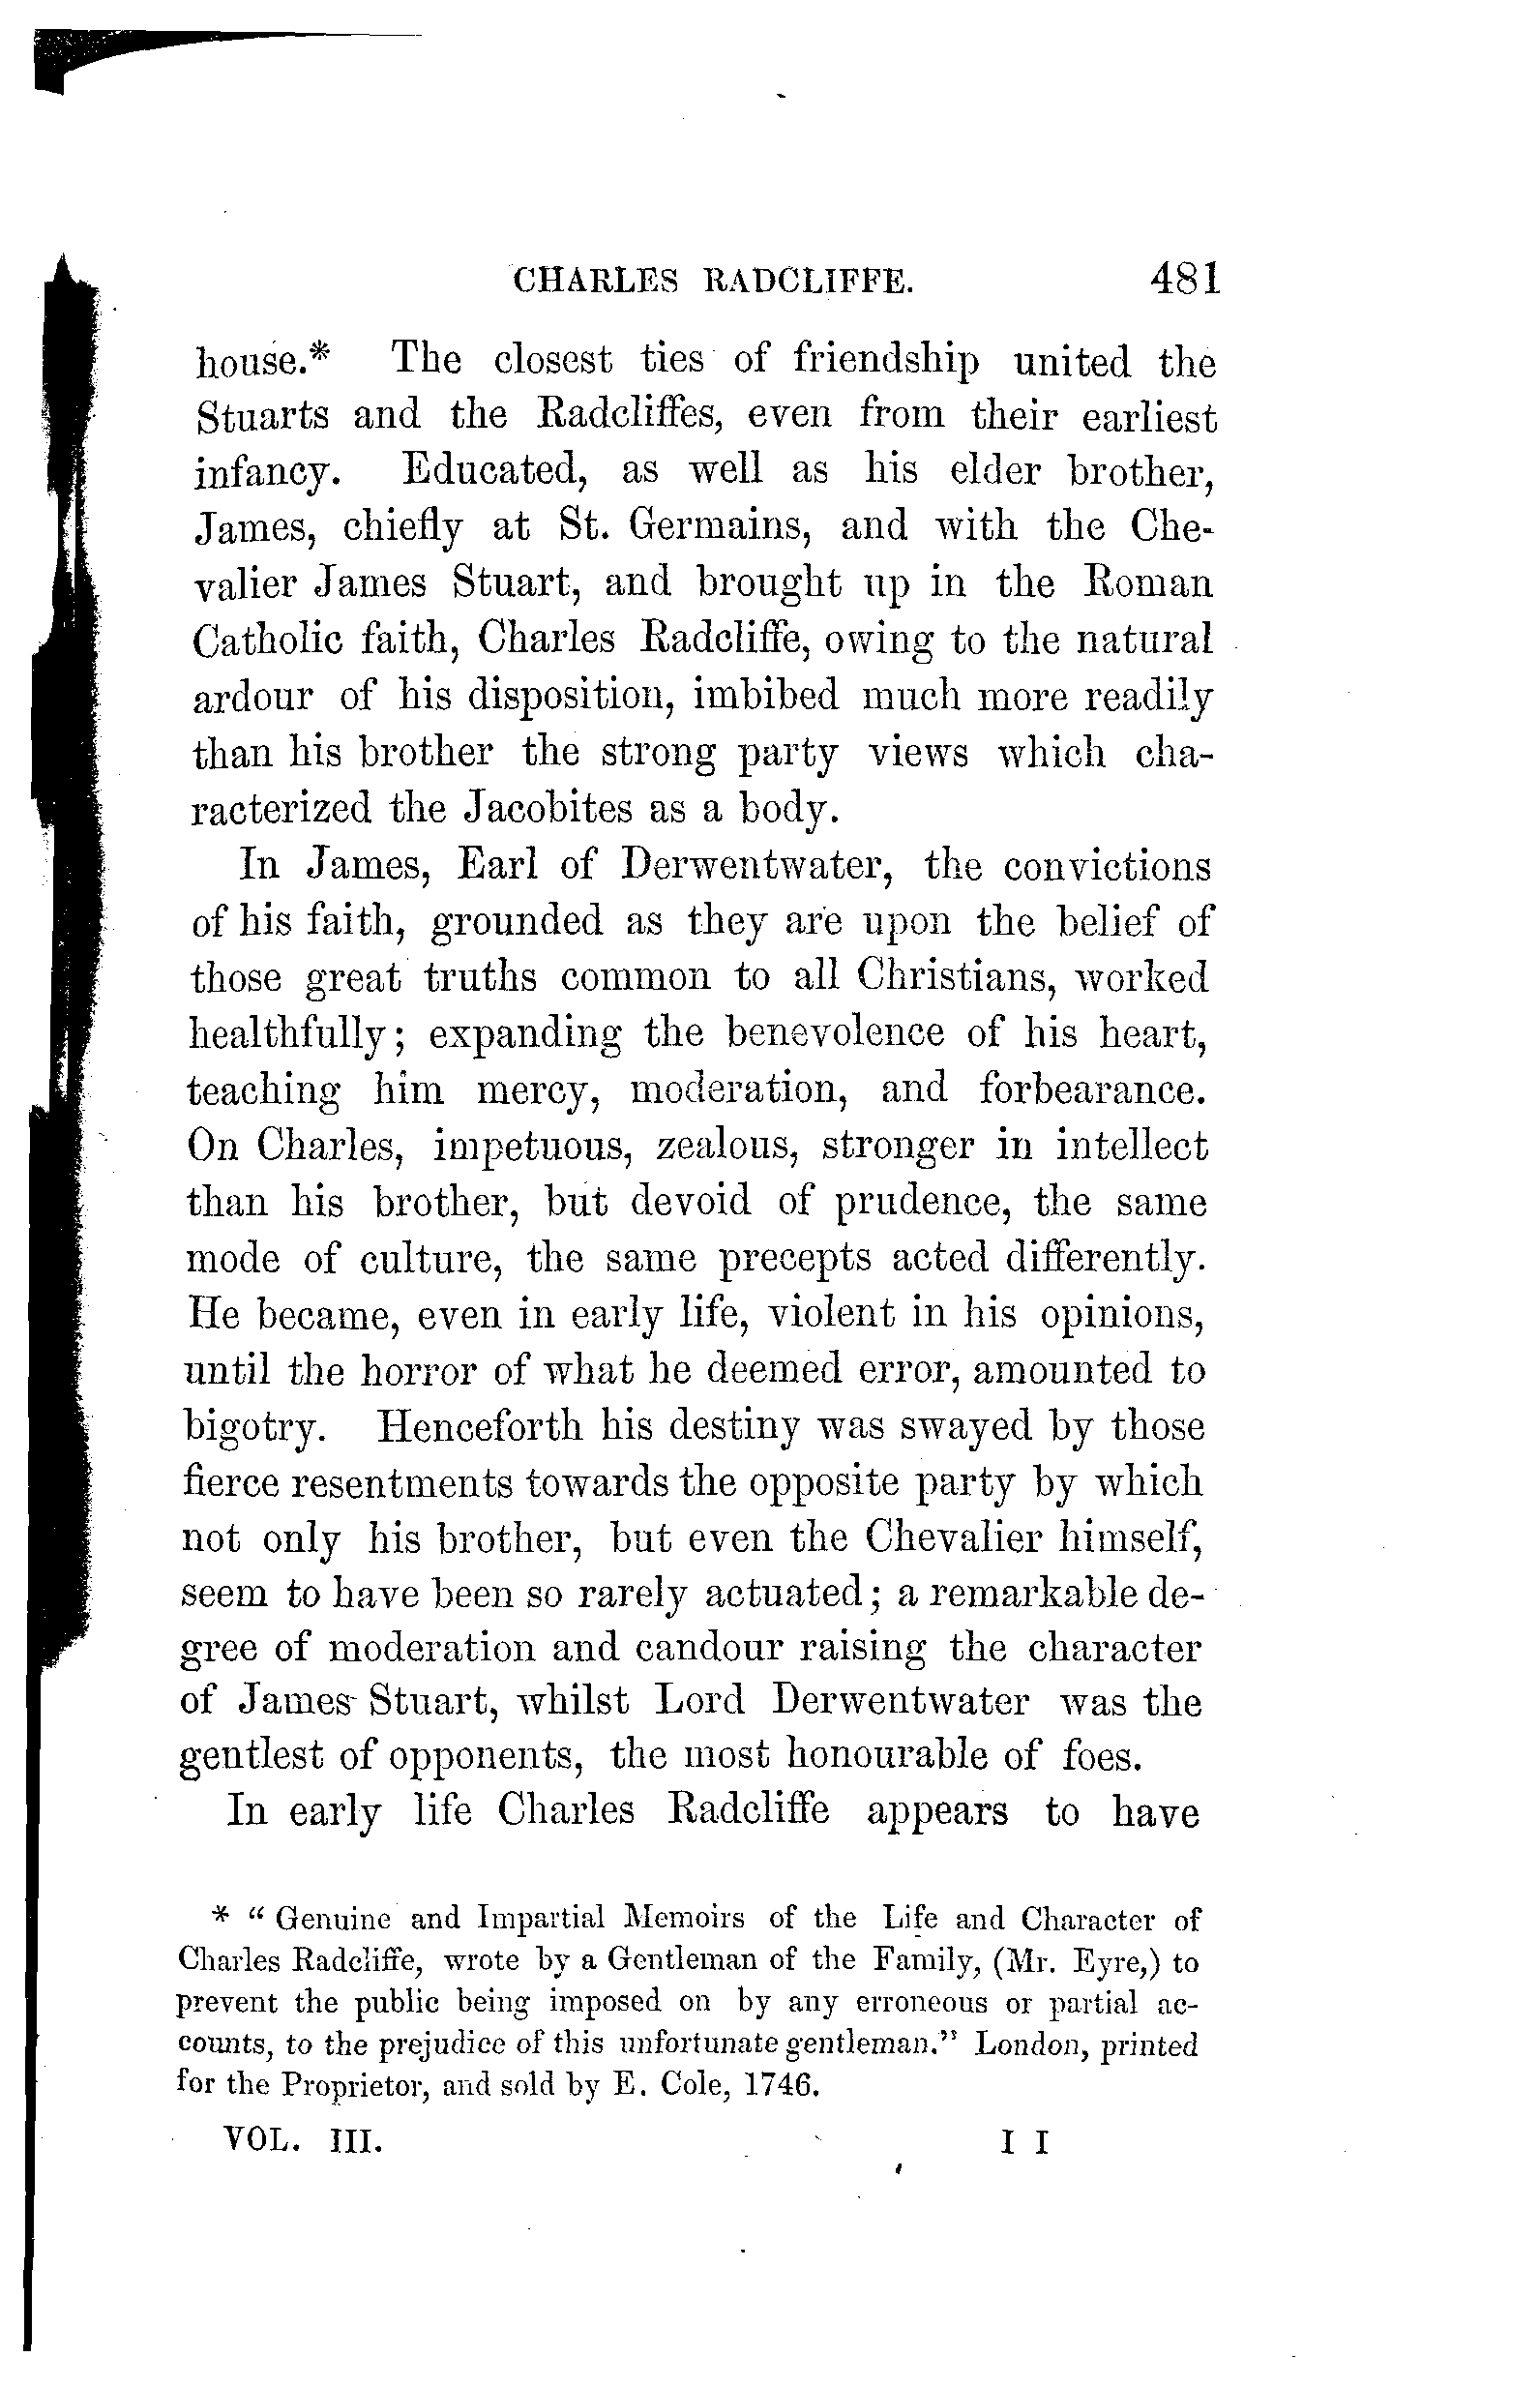 CHARLES RADCLIFFE. 481
house.* The closest ties of friendship united the
Stuarts and the Radcliffes, even from their earliest
infancy. Educated, as well as his elder brother,
James, chiefly at St. Germains, and with the Che-
valier James Stuart, and brought up in the Roman
Catholic faith, Charles Radcliffe, owing to the natural
ardour of his disposition, imbibed much more readily
than his brother the strong party views which cha-
racterized the Jacobites as a body.
In James, Earl of Derwentwater, the convictions
of his faith, grounded as they are upon the belief of
those great truths common to all Christians, worked
healthfully; expanding the benevolence of his heart,
teaching him mercy, moderation, and forbearance.
On Charles, impetuous, zealous, stronger in intellect
than his brother, but devoid of prudence, the same
mode of culture, the same precepts acted differently.
He became, even in early life, violent in his opinions,
until the horror of what he deemed error, amounted to
bigotry. Henceforth his destiny was swayed by those
fierce resentments towards the opposite party by which
not only his brother, but even the Chevalier himself,
seem to have been so rarely actuated; a remarkable de-
gree of moderation and candour raising the character
of James Stuart, whilst Lord Derwentwater was the
gentlest of opponents, the most honourable of foes.
In early life Charles Radcliffe appears to have
* "Genuine and Impartial Memoirs of the Life and Character of
Charles Radcliffe, wrote by a Gentleman of the Family, (Mr. Eyre,) to
prevent the public being imposed on by any erroneous or partial ac-
counts, to the prejudice of this unfortunate gentleman." London, printed
for the Proprietor, and sold by E. Cole, 1746.
VOL. III. I I